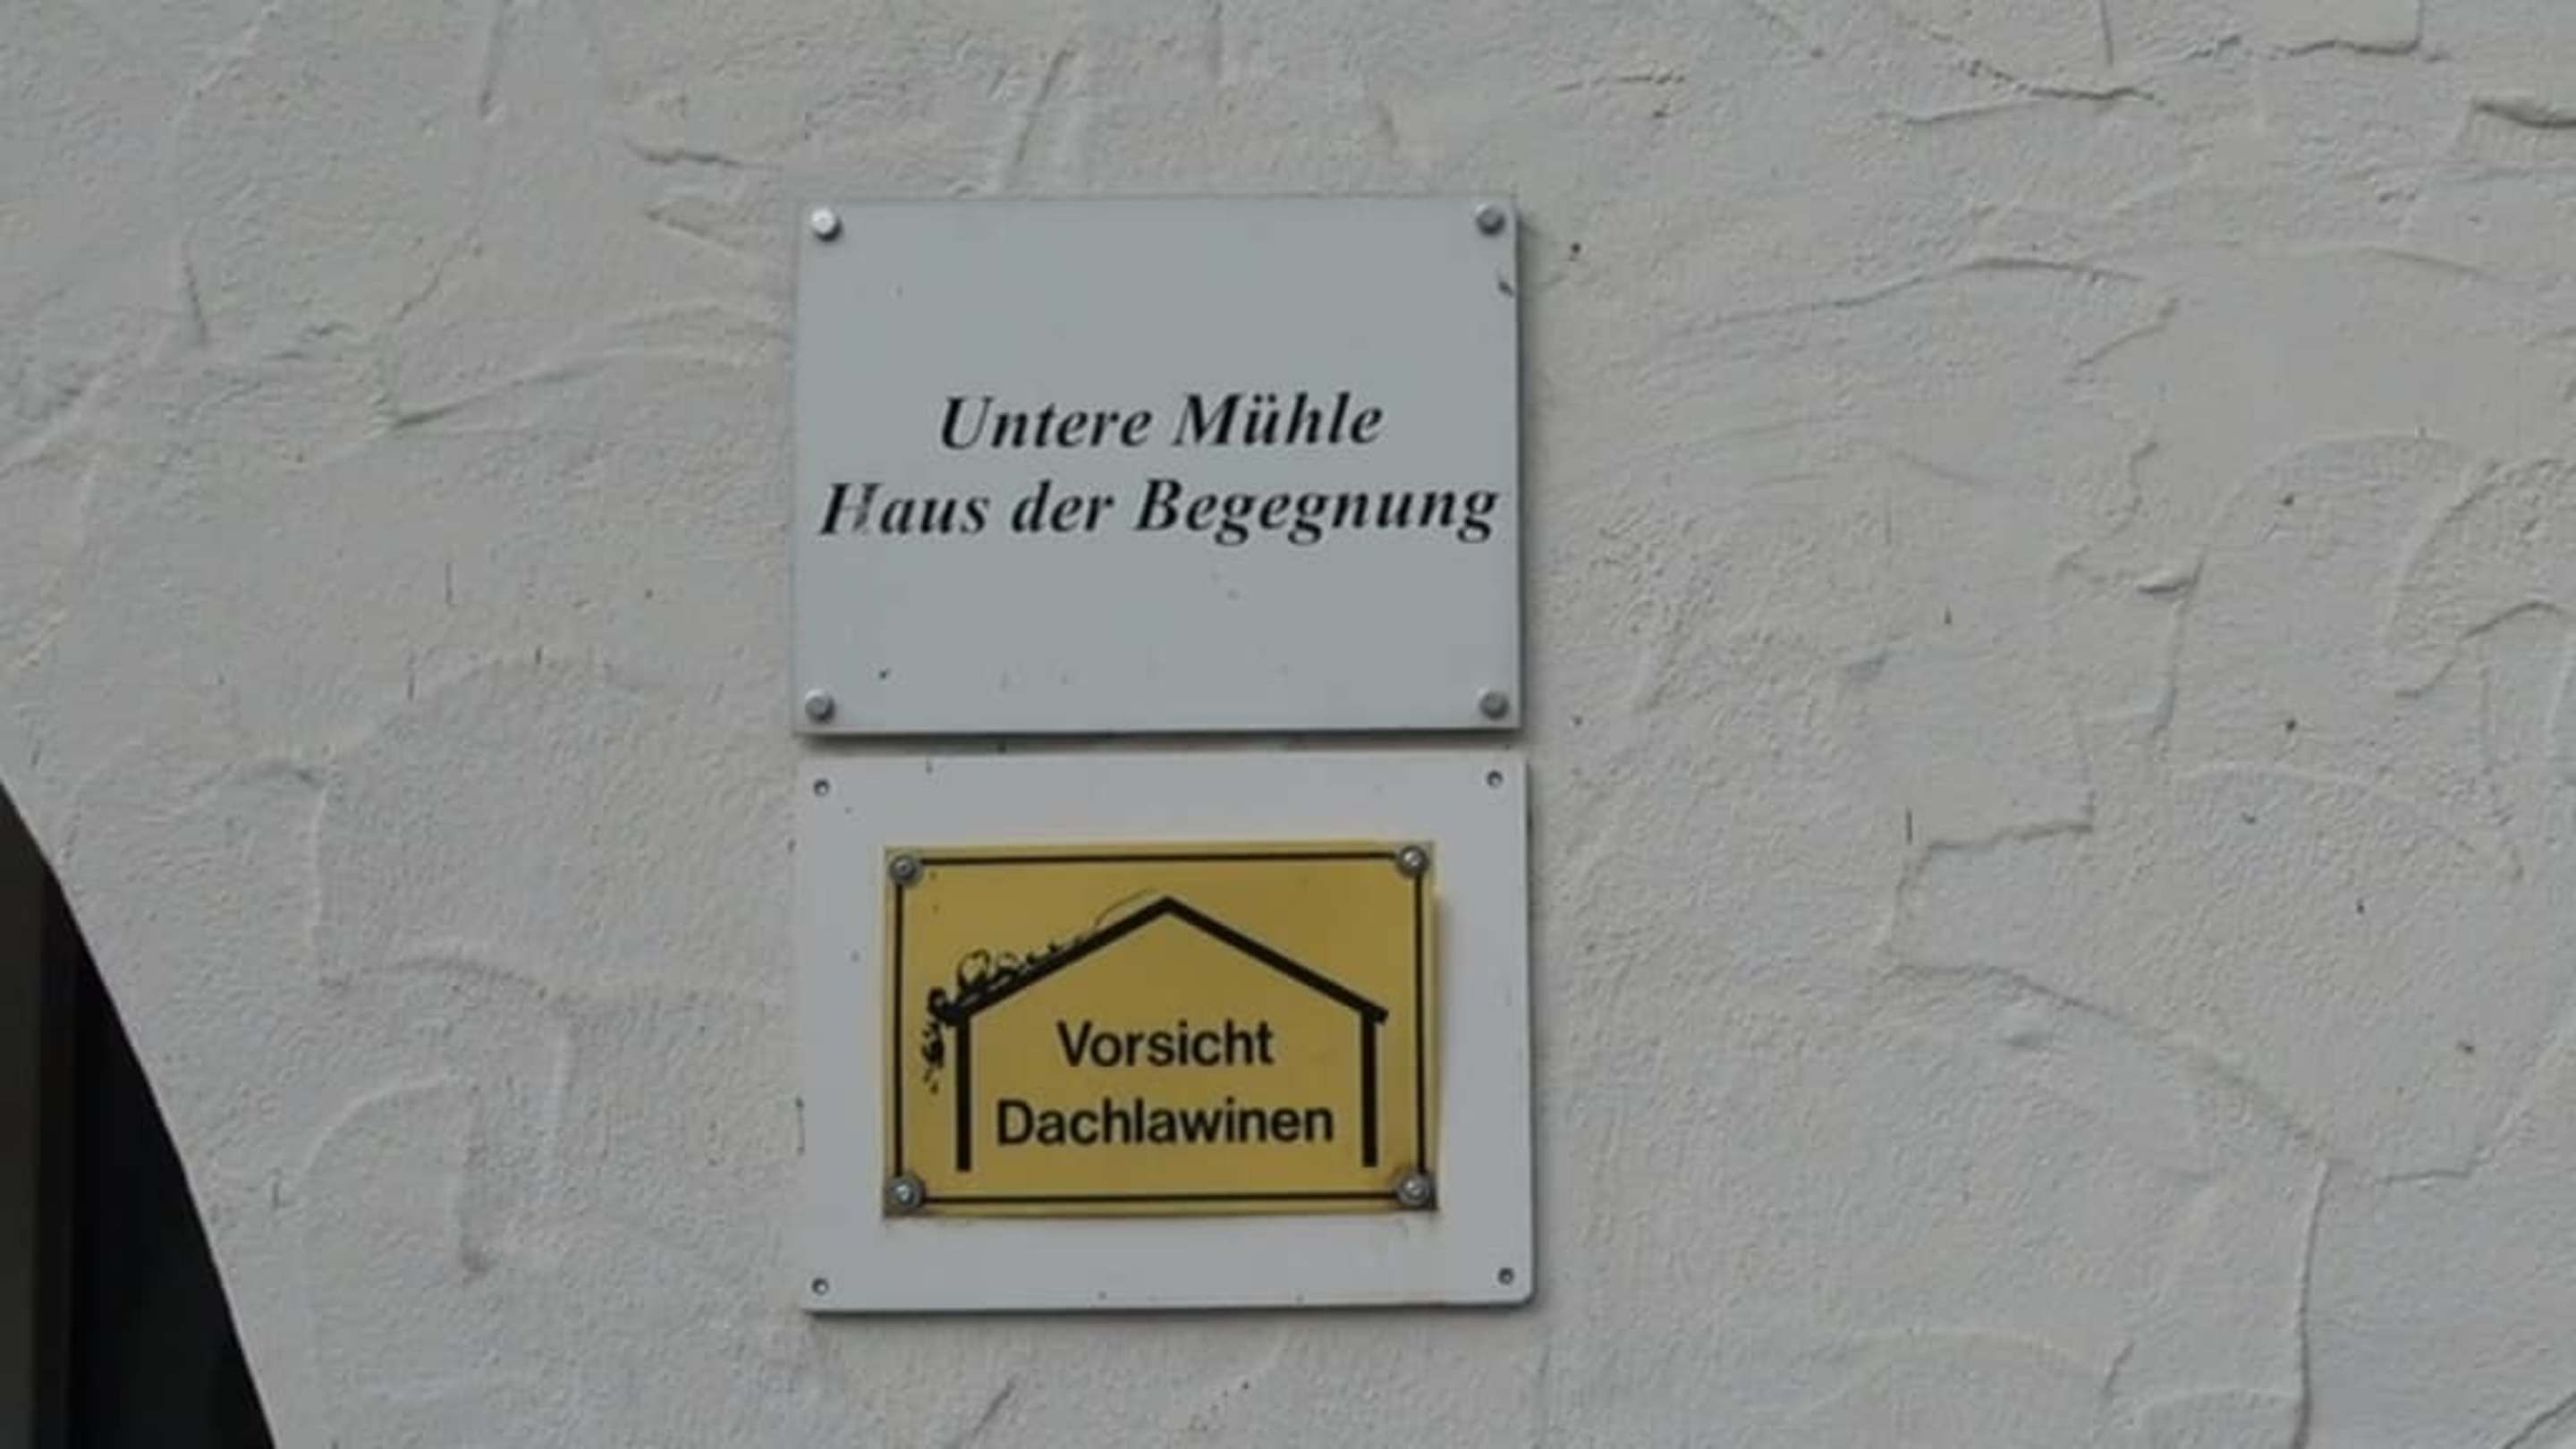 Untere Mühle
Haus der Begegnung
Vorsicht
Dachlawinen